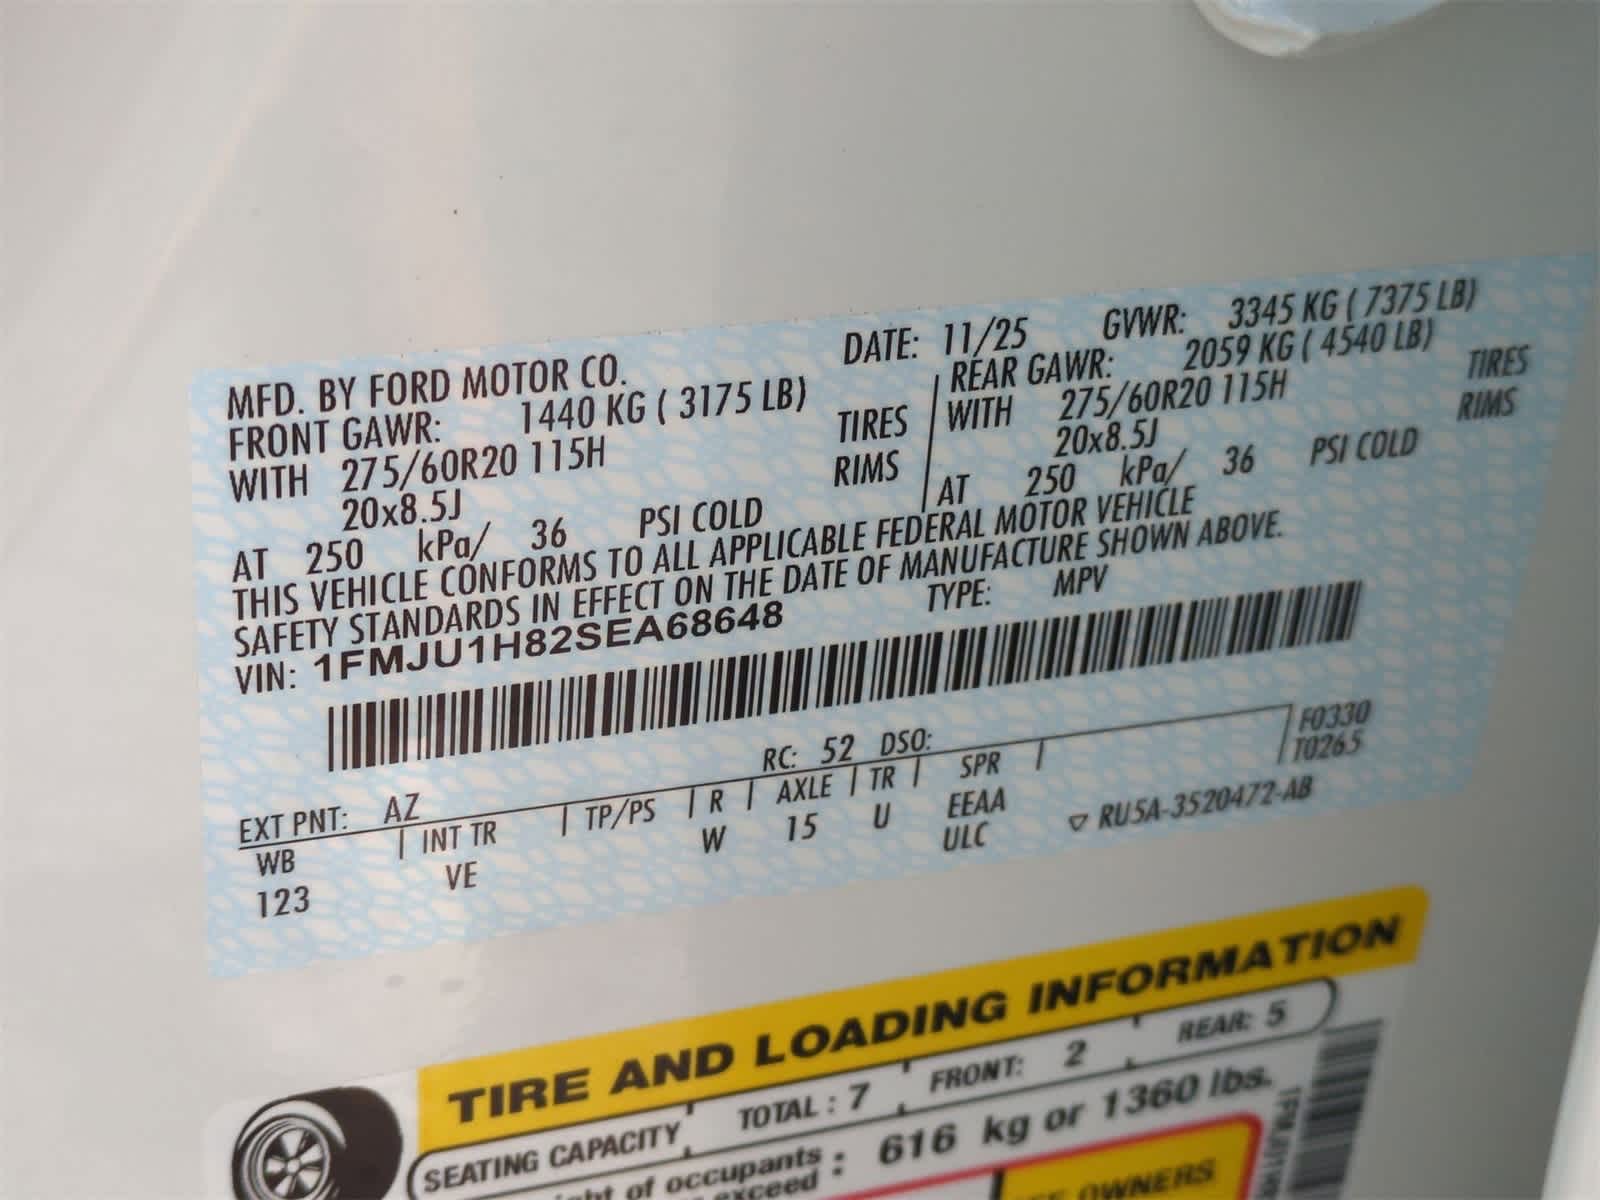 MFD. BY FORD MOTOR CO. DATE: 11/25 GVWR: 3345 KG ( 7375 LB)
FRONT GAWR: 1440 KG ( 3175 LB) REAR GAWR: 2059 KG ( 4540 LB)
WITH 275/60R20 115H TIRES WITH 275/60R20 115H TIRES
20x8.5J RIMS 20x8.5J RIMS
AT 250 kPa/ 36 PSI COLD AT 250 kPa/ 36 PSI COLD
THIS VEHICLE CONFORMS TO ALL APPLICABLE FEDERAL MOTOR VEHICLE
SAFETY STANDARDS IN EFFECT ON THE DATE OF MANUFACTURE SHOWN ABOVE.
VIN: 1FMJU1H82SEA68648 TYPE: MPV
F0330
EXT PNT: AZ RC: 52 DSO: T0265
WB INT TR TP/PS R AXLE TR SPR
123 VE W 15 U EEAA
ULC ▽ RU5A-3520472-AB
TIRE AND LOADING INFORMATION
SEATING CAPACITY TOTAL : 7 FRONT: 2 REAR: 5
of occupants : 616 kg or 1360 lbs.
exceed
OWNERS